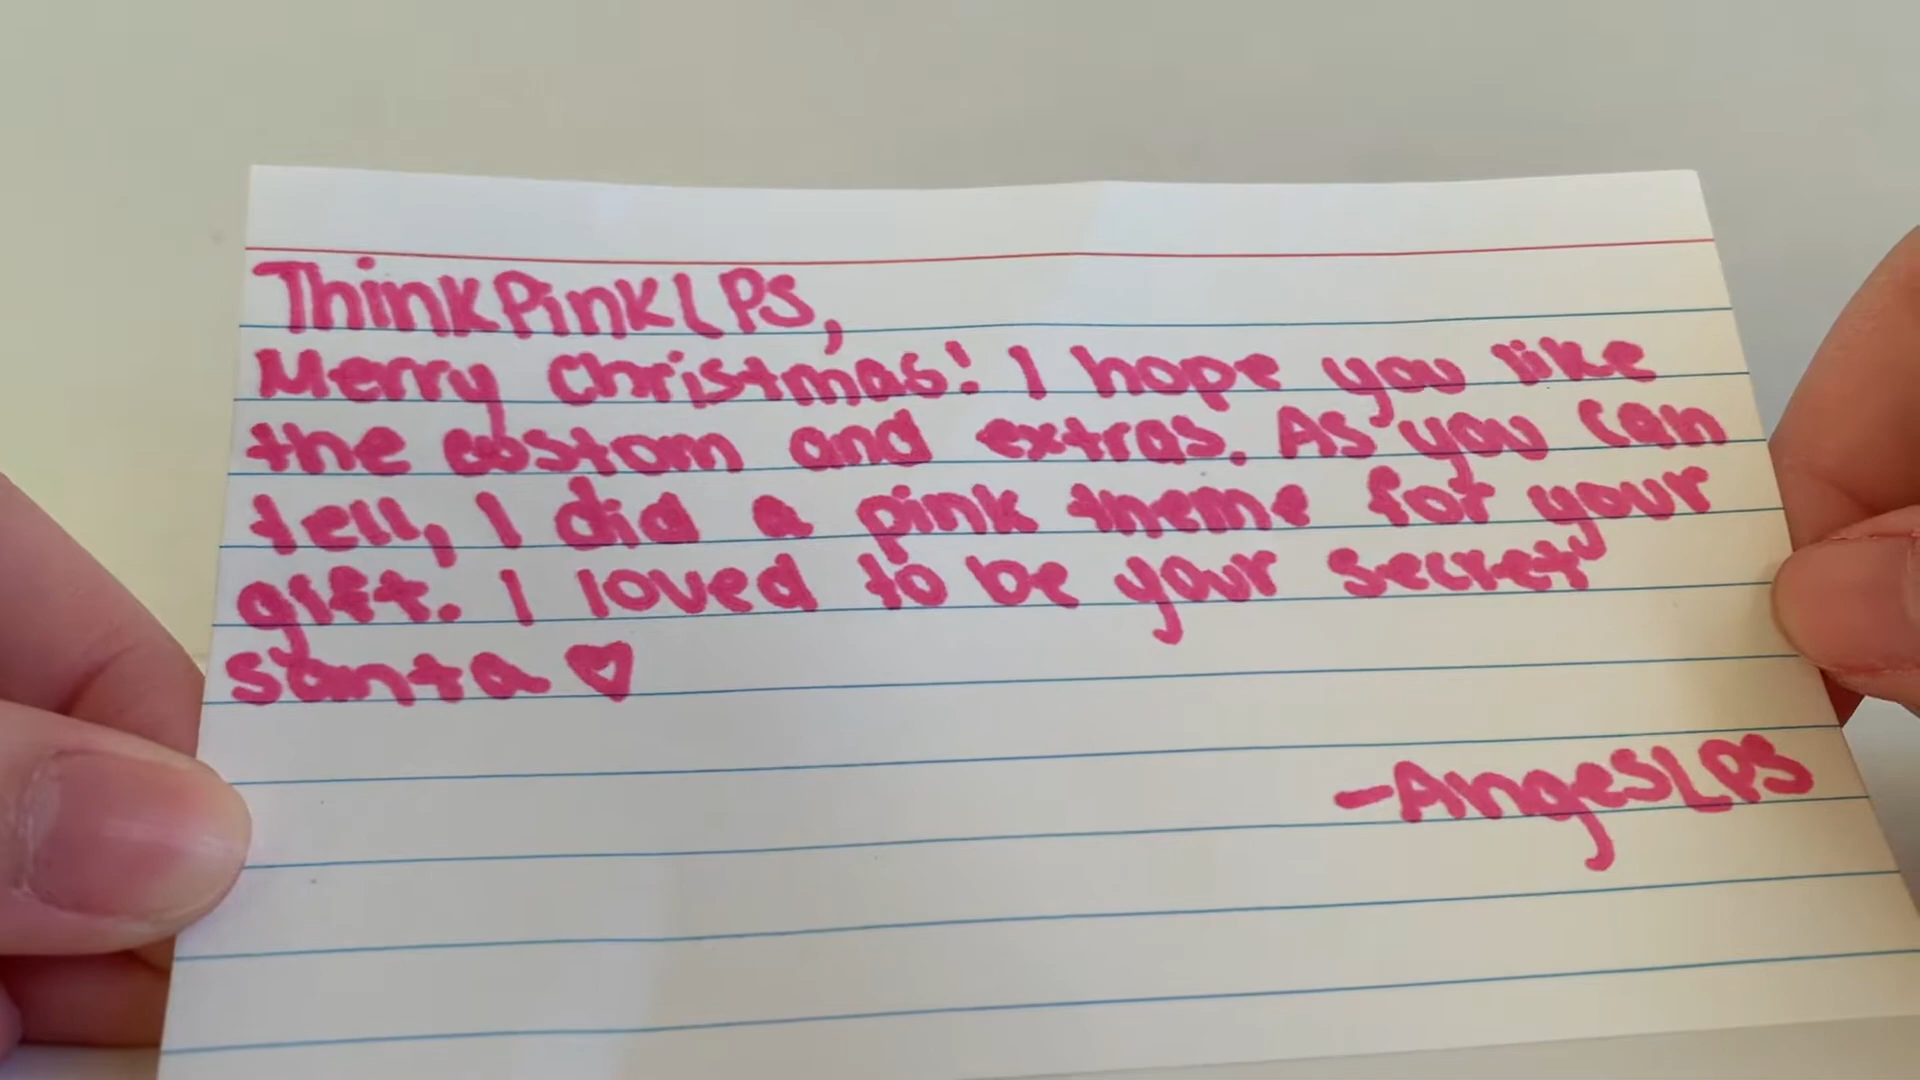 ThinkPinkLPS,
Merry Christmas! I hope you like
the custom and extras. As you can
tell, I did a pink theme for your
gift. I loved to be your secret
santa ♡
-AngesLPS